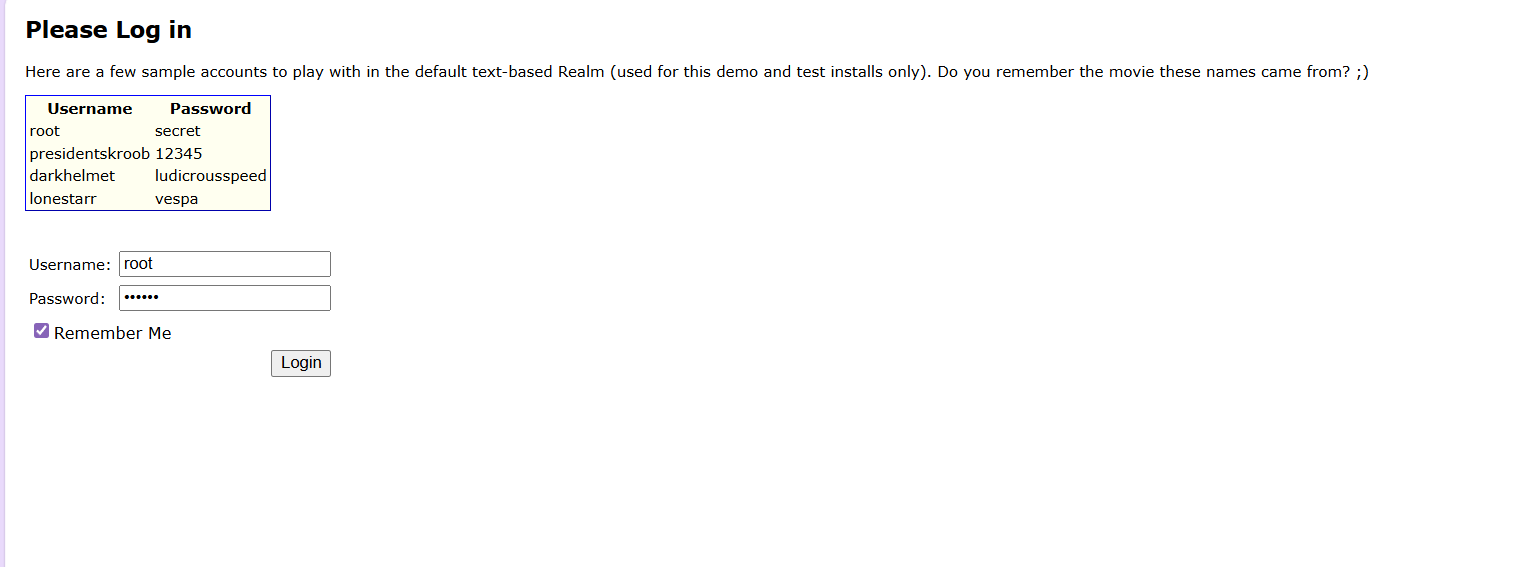 Please Log in
Here are a few sample accounts to play with in the default text-based Realm (used for this demo and test installs only). Do you remember the movie these names came from? ;)
Username Password
root secret
presidentskroob 12345
darkhelmet ludicrousspeed
lonestarr vespa
Username: root
Password: ••••••
Remember Me
Login